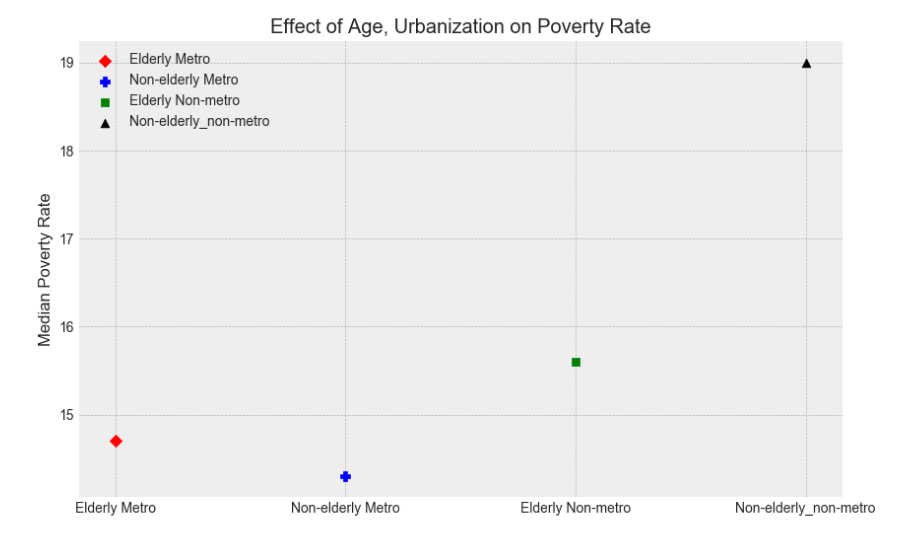 Effect of Age, Urbanization on Poverty Rate
Elderly Metro
Non-elderly Metro
Elderly Non-metro
Non-elderly_non-metro
19
18
17
16
15
Median Poverty Rate
Elderly Metro
Non-elderly Metro
Elderly Non-metro
Non-elderly_non-metro